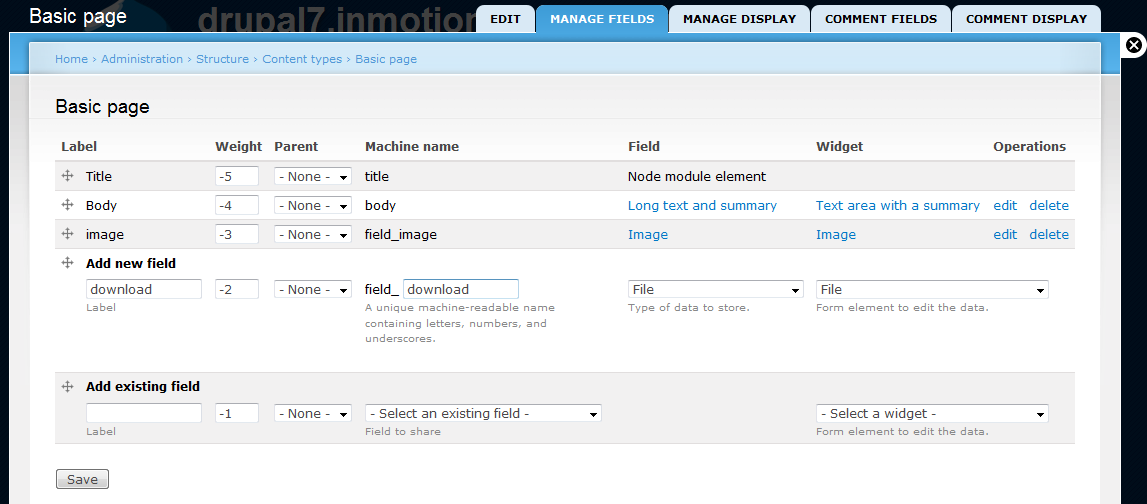 Basic page
drupal7.inmotion
EDIT MANAGE FIELDS MANAGE DISPLAY COMMENT FIELDS COMMENT DISPLAY
Home › Administration › Structure › Content types › Basic page
Basic page
Label Weight Parent Machine name Field Widget Operations
Title -5 - None - title Node module element
Body -4 - None - body Long text and summary Text area with a summary edit delete
image -3 - None - field_image Image Image edit delete
Add new field
download -2 - None - field_ download File File
Label A unique machine-readable name Type of data to store. Form element to edit the data.
containing letters, numbers, and
underscores.
Add existing field
-1 - None - - Select an existing field - - Select a widget -
Label Field to share Form element to edit the data.
Save